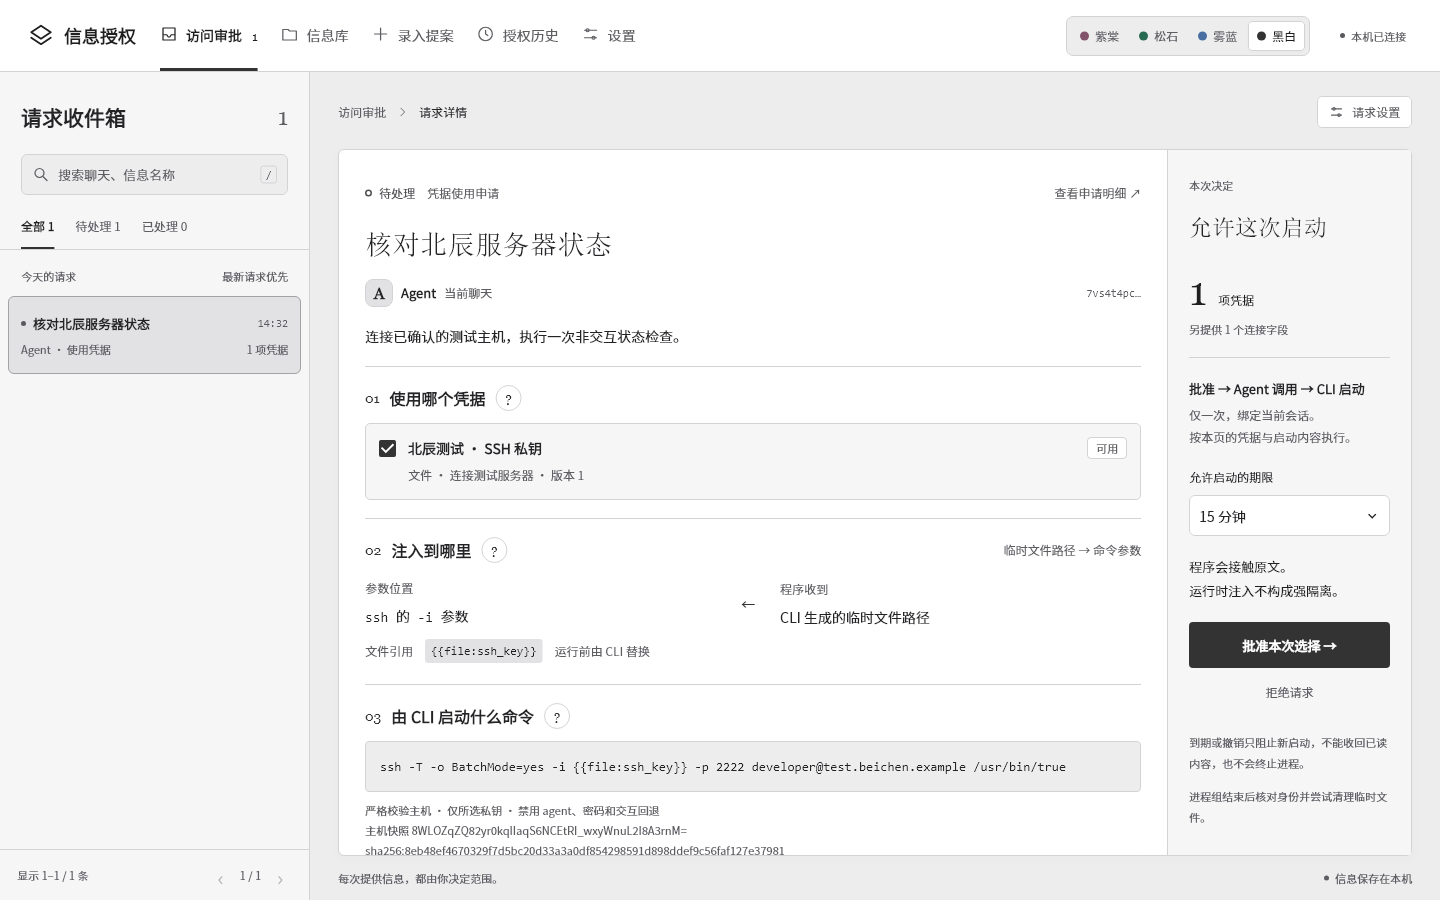 信息授权
访问审批 1
信息库
录入提案
授权历史
设置
紫棠
松石
雾蓝
黑白
本机已连接
请求收件箱 1
搜索聊天、信息名称 /
全部 1 待处理 1 已处理 0
今天的请求 最新请求优先
核对北辰服务器状态 14:32
Agent · 使用凭据 1 项凭据
显示 1–1 / 1 条 ‹ 1 / 1 ›
访问审批 > 请求详情
请求设置
待处理 凭据使用申请 查看申请明细 ↗
核对北辰服务器状态
A Agent 当前聊天 7vs4t4pc…
连接已确认的测试主机，执行一次非交互状态检查。
01 使用哪个凭据 ?
北辰测试 · SSH 私钥 可用
文件 · 连接测试服务器 · 版本 1
02 注入到哪里 ? 临时文件路径 → 命令参数
参数位置 程序收到
ssh 的 -i 参数 ← CLI 生成的临时文件路径
文件引用 {{file:ssh_key}} 运行前由 CLI 替换
03 由 CLI 启动什么命令 ?
ssh -T -o BatchMode=yes -i {{file:ssh_key}} -p 2222 developer@test.beichen.example /usr/bin/true
严格校验主机 · 仅所选私钥 · 禁用 agent、密码和交互回退
主机快照 8WLOZqZQ82yr0kqIIaqS6NCEtRI_wxyWnuL2I8A3rnM=
sha256:8eb48ef4670329f7d5bc20d33a3a0df854298591d898ddef9c56faf127e37981
本次决定
允许这次启动
1 项凭据
另提供 1 个连接字段
批准 → Agent 调用 → CLI 启动
仅一次，绑定当前会话。
按本页的凭据与启动内容执行。
允许启动的期限
15 分钟
程序会接触原文。
运行时注入不构成强隔离。
批准本次选择 →
拒绝请求
到期或撤销只阻止新启动，不能收回已读
内容，也不会终止进程。
进程组结束后核对身份并尝试清理临时文
件。
每次提供信息，都由你决定范围。
信息保存在本机